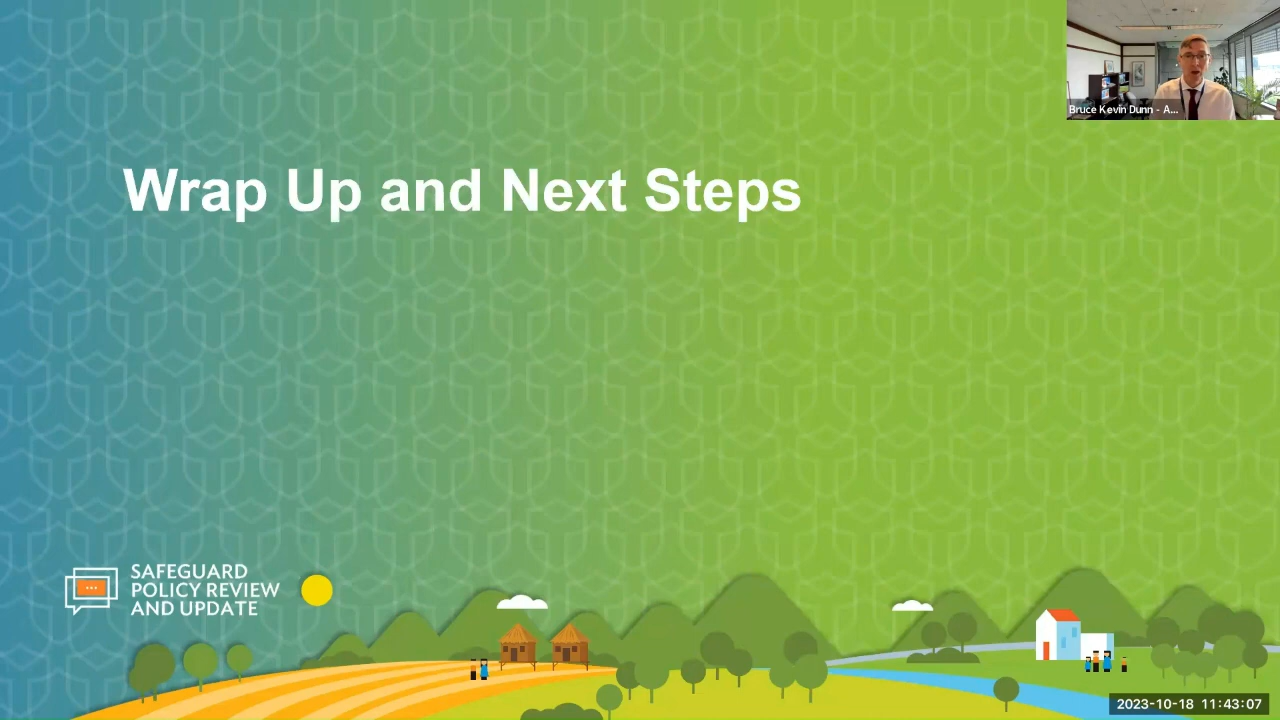 Bruce Kevin Dunn - A...
Wrap Up and Next Steps
SAFEGUARD
POLICY REVIEW
AND UPDATE
2023-10-18 11:43:07